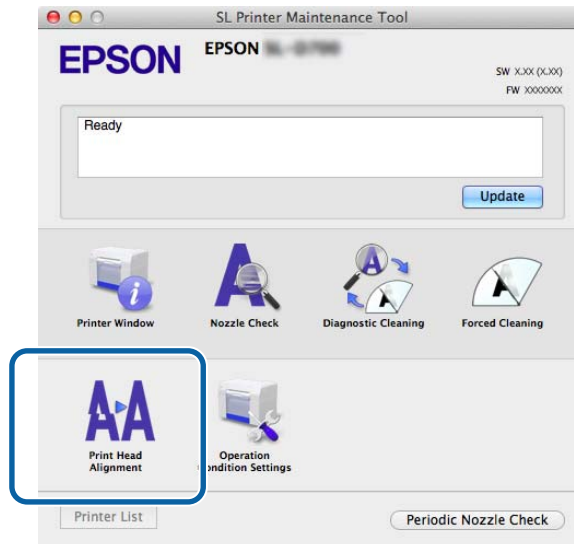 SL Printer Maintenance Tool
EPSON
EPSON
SW X.XX (X.XX)
FW XXXXXXX
Ready
Update
Printer Window
Nozzle Check
Diagnostic Cleaning
Forced Cleaning
Print Head
Alignment
Operation
ondition Settings
Printer List
Periodic Nozzle Check